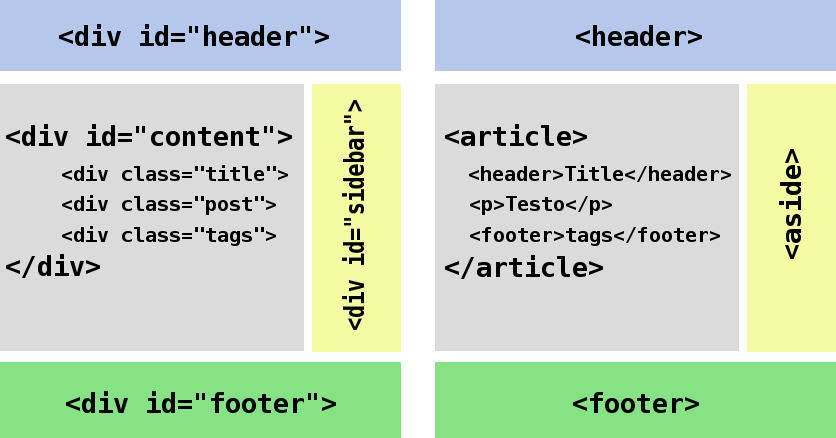 <div id="header">
<div id="content">
<div class="title">
<div class="post">
<div class="tags">
</div>
<div id="sidebar">
<div id="footer">
<header>
<article>
<header>Title</header>
<p>Testo</p>
<footer>tags</footer>
</article>
<aside>
<footer>